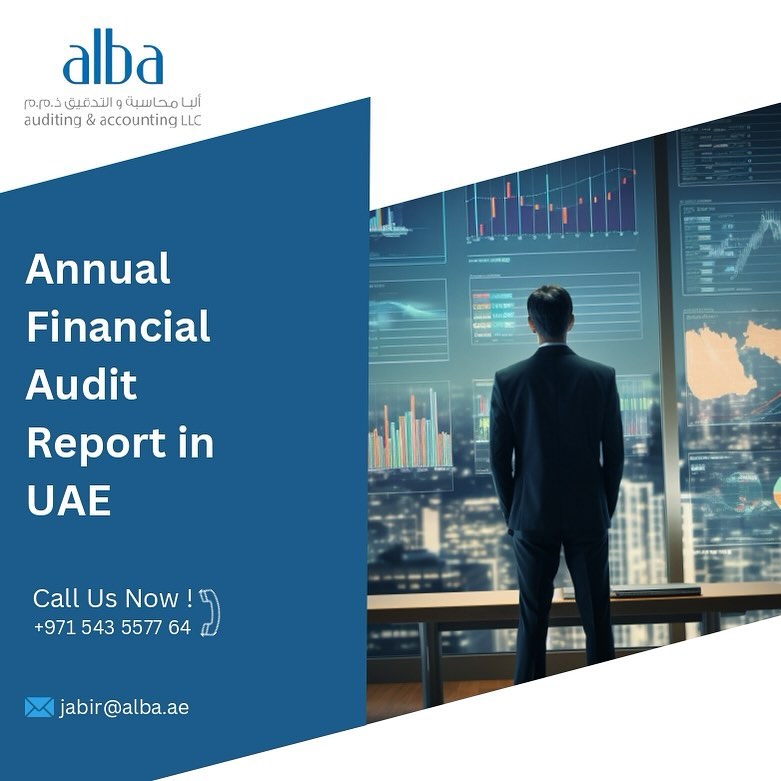 alba
ألبا محاسبة و التدقيق ذ.م.م
auditing & accounting LLC
Annual
Financial
Audit
Report in
UAE
Call Us Now !
+971 543 5577 64
jabir@alba.ae